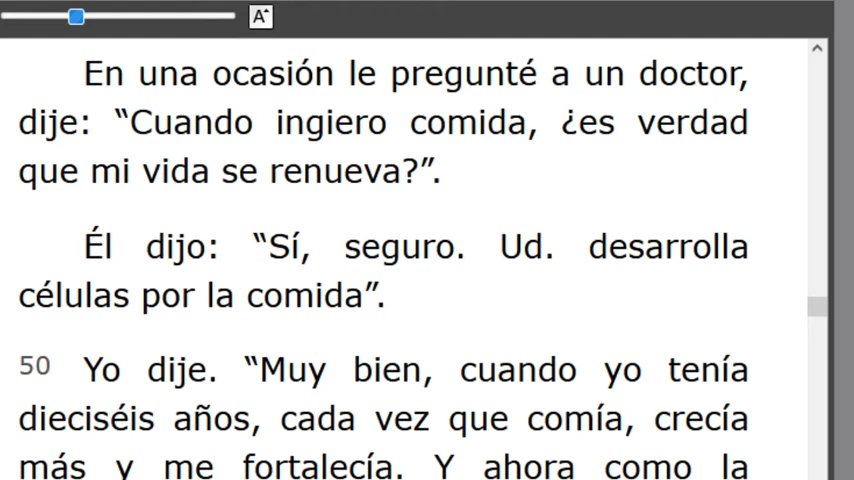 A
En una ocasión le pregunté a un doctor,
dije: “Cuando ingiero comida, ¿es verdad
que mi vida se renueva?”.
Él dijo: “Sí, seguro. Ud. desarrolla
células por la comida”.
50 Yo dije. “Muy bien, cuando yo tenía
dieciséis años, cada vez que comía, crecía
más y me fortalecía. Y ahora como la